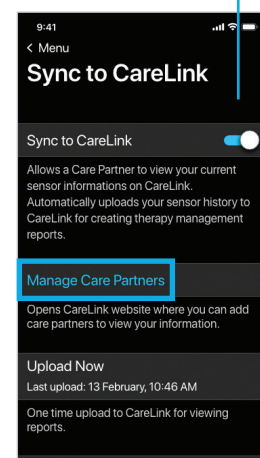 9:41
< Menu
Sync to CareLink
Sync to CareLink
Allows a Care Partner to view your current
sensor informations on CareLink.
Automatically uploads your sensor history to
CareLink for creating therapy management
reports.
Manage Care Partners
Opens CareLink website where you can add
care partners to view your information.
Upload Now
Last upload: 13 February, 10:46 AM
One time upload to CareLink for viewing
reports.